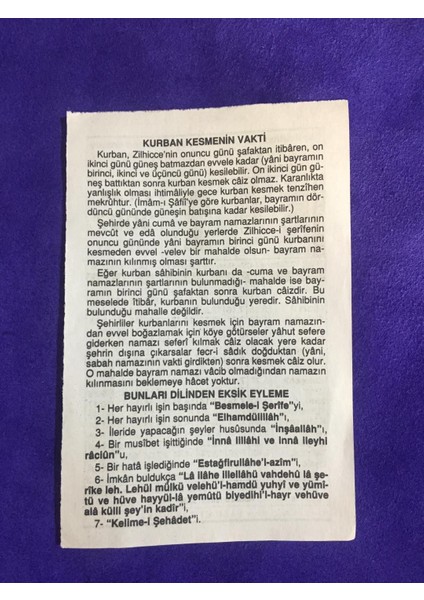 KURBAN KESMENİN VAKTİ
Kurban, Zilhicce'nin onuncu günü şafaktan itibâren, on
ikinci günü güneş batmazdan evvele kadar (yâni bayramın
birinci, ikinci ve üçüncü günü) kesilebilir. On ikinci gün gü-
neş battıktan sonra kurban kesmek câiz olmaz. Karanlıkta
yanlışlık olması ihtimâliyle gece kurban kesmek tenzîhen
mekrûhtur. (İmâm-ı Şâfiî'ye göre kurbanlar, bayramın dör-
düncü gününde güneşin batışına kadar kesilebilir.)
Şehirde yâni cumâ ve bayram namazlarının şartlarının
mevcût ve edâ olunduğu yerlerde Zilhicce-i şerîfenin
onuncu gününde yâni bayramın birinci günü kurbanını
kesmeden evvel -velev bir mahalde olsun- bayram na-
mazının kılınmış olması şarttır.
Eğer kurban sâhibinin kurbanı da -cuma ve bayram
namazlarının şartlarının bulunmadığı- mahalde ise bay-
ramın birinci günü şafaktan sonra kurban câizdir. Bu
meselede îtibâr, kurbanın bulunduğu yeredir. Sâhibinin
bulunduğu mahalle değildir.
Şehirliler kurbanlarını kesmek için bayram namazın-
dan evvel boğazlamak için köye götürseler yâhut sefere
giderken namazı seferî kılmak câiz olacak yere kadar
şehrin dışına çıkarsalar fecr-i sâdık doğduktan (yâni,
sabah namazının vakti girdikten) sonra kesmek câiz olur.
O mahalde bayram namazı vâcib olmadığından namazın
kılınmasını beklemeye hâcet yoktur.
BUNLARI DİLİNDEN EKSİK EYLEME
1- Her hayırlı işin başında "Besmele-i Şerîfe"yi,
2- Her hayırlı işin sonunda "Elhamdülillâh"ı,
3- İleride yapacağın şeyler husûsunda "İnşâallâh"ı,
4- Bir musîbet işittiğinde "İnnâ lillâhi ve innâ ileyhi
râciûn"u,
5- Bir hatâ işlediğinde "Estağfirullâhe'l-azîm"i,
6- İmkân buldukça "Lâ ilâhe illellâhü vahdehû lâ şe-
rîke leh. Lehül mülkü velehü'l-hamdü yuhyî ve yümî-
tü ve hüve hayyül-lâ yemûtü biyedihi'l-hayr vehüve
alâ külli şey'in kadîr"i,
7- "Kelime-i Şehâdet"i.